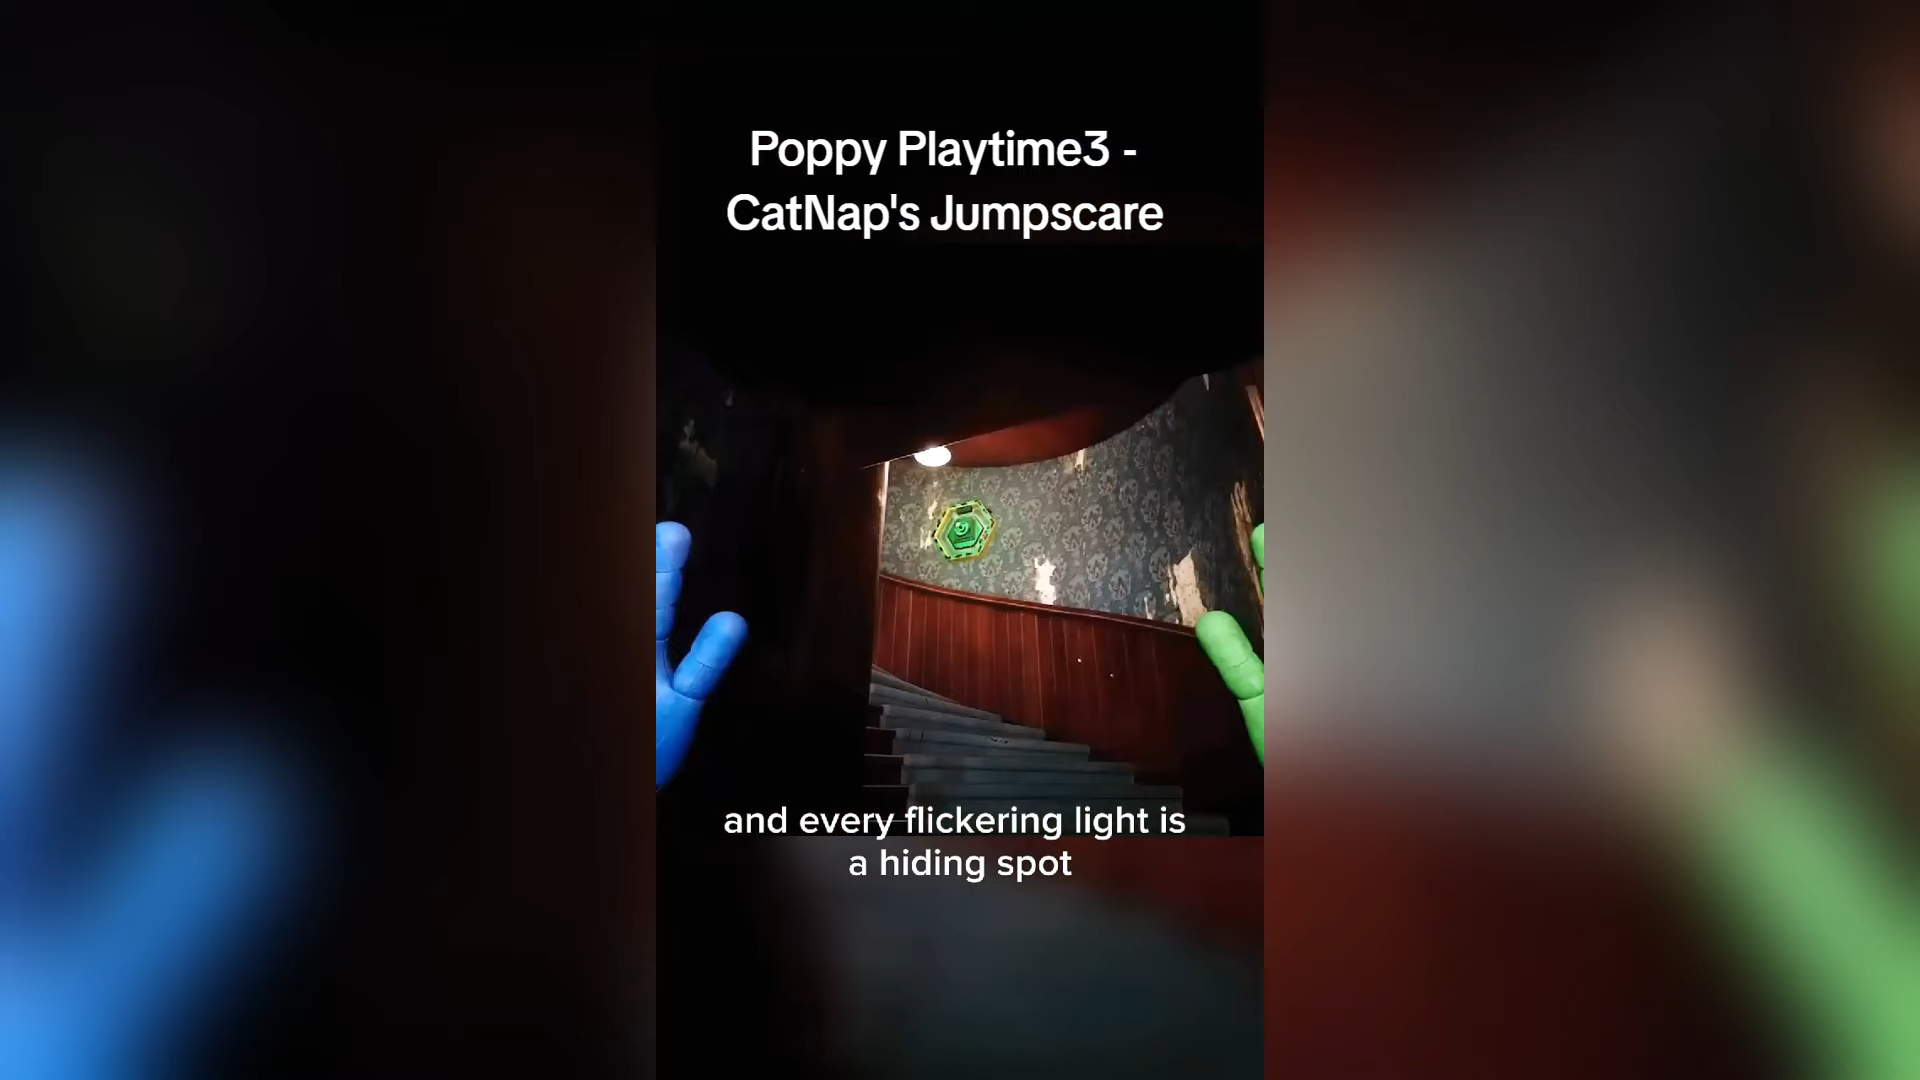 Poppy Playtime3 -
CatNap's Jumpscare
and every flickering light is
a hiding spot